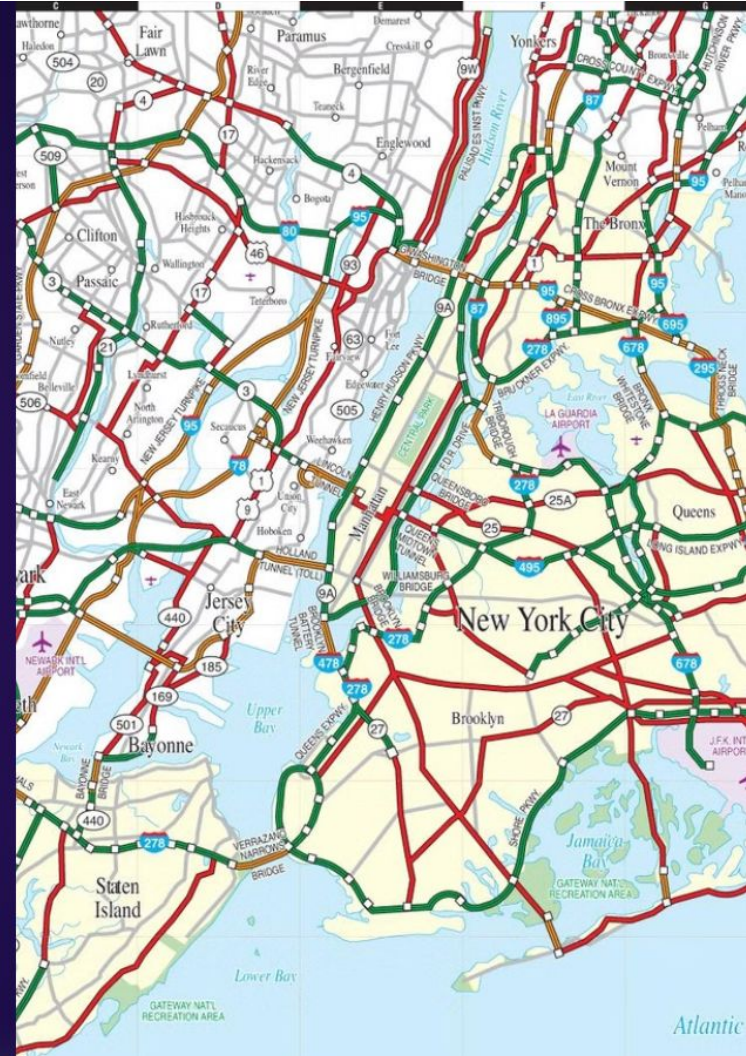 C
D
E
F
G
Haledon
Fair
Lawn
Paramus
Demarest
Cresskill
504
20
4
River
Edge
Bergenfield
Teaneck
9W
PALISADES INST PKWY.
Hudson River
Yonkers
CROSS COUNTY EXPWY.
Bronxville
HUTCHINSON
RIVER PKWY.
87
17
Englewood
509
Hackensack
Bogota
4
Mount
Vernon
Pelham
95
Clifton
Hasbrouck
Heights
80
95
The Bronx
46
G. WASHINGTON
BRIDGE
1
3
Passaic
Wallington
17
Teterboro
93
9A
87
95
CROSS BRONX EXPWY.
95
895
695
GARDEN STATE PKWY
Nutley
21
Rutherford
63
Fort
Lee
Fairview
278
BRUCKNER EXPWY.
678
295
THROGS NECK
BRIDGE
Belleville
506
Lyndhurst
NEW JERSEY TURNPIKE
Edgewater
HENRY HUDSON PKWY
BRONX
WHITESTONE
BRIDGE
North
Arlington
3
505
CENTRAL PARK
TRIBOROUGH
BRIDGE
East River
LA GUARDIA
AIRPORT
NEW JERSEY TURNPIKE
95
Secaucus
Weehawken
F.D.R. DRIVE
Kearny
78
1
9
Union
City
LINCOLN
TUNNEL
Manhattan
QUEENSBORO
BRIDGE
278
25A
Queens
East
Newark
Hoboken
25
QUEENS
MIDTOWN
TUNNEL
LONG ISLAND EXPWY.
HOLLAND
TUNNEL (TOLL)
WILLIAMSBURG
BRIDGE
495
9A
BROOKLYN
BRIDGE
440
Jersey
City
BROOKLYN
BATTERY
TUNNEL
278
New York City
NEWARK INT'L
AIRPORT
185
478
678
169
278
Upper
Bay
501
Bayonne
QUEENS EXPWY.
27
Brooklyn
27
Newark
Bay
BAYONNE
BRIDGE
440
278
VERRAZANO
NARROWS
BRIDGE
SHORE PKWY
Jamaica
Bay
GATEWAY NAT'L
RECREATION AREA
Staten
Island
Lower Bay
GATEWAY NAT'L
RECREATION AREA
Atlantic